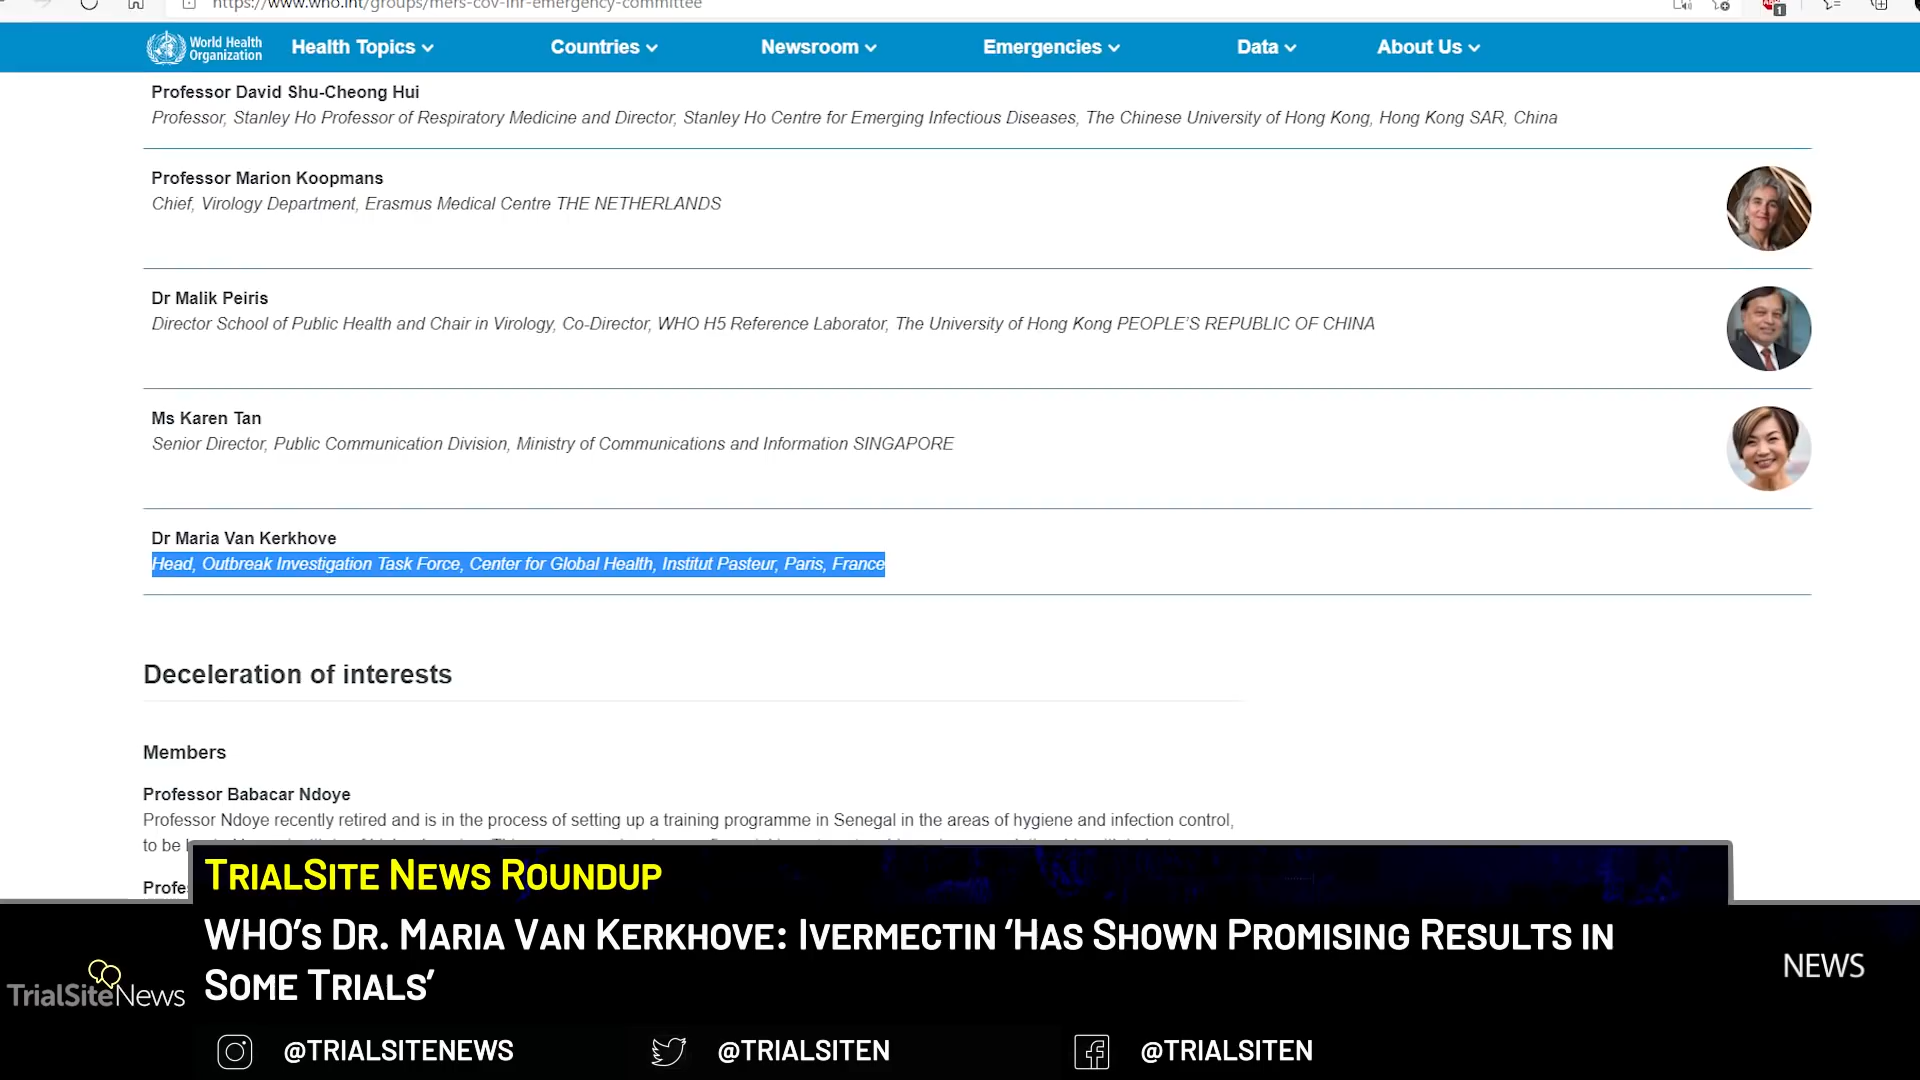 https://www.who.int/groups/mers-cov-ihr-emergency-committee
World Health Organization
Health Topics
Countries
Newsroom
Emergencies
Data
About Us
Professor David Shu-Cheong Hui
Professor, Stanley Ho Professor of Respiratory Medicine and Director, Stanley Ho Centre for Emerging Infectious Diseases, The Chinese University of Hong Kong, Hong Kong SAR, China
Professor Marion Koopmans
Chief, Virology Department, Erasmus Medical Centre THE NETHERLANDS
Dr Malik Peiris
Director School of Public Health and Chair in Virology, Co-Director, WHO H5 Reference Laborator, The University of Hong Kong PEOPLE'S REPUBLIC OF CHINA
Ms Karen Tan
Senior Director, Public Communication Division, Ministry of Communications and Information SINGAPORE
Dr Maria Van Kerkhove
Head, Outbreak Investigation Task Force, Center for Global Health, Institut Pasteur, Paris, France
Deceleration of interests
Members
Professor Babacar Ndoye
Professor Ndoye recently retired and is in the process of setting up a training programme in Senegal in the areas of hygiene and infection control,
to be
Profe
TRIALSITE NEWS ROUNDUP
WHO'S DR. MARIA VAN KERKHOVE: IVERMECTIN 'HAS SHOWN PROMISING RESULTS IN
SOME TRIALS'
TrialSiteNews
NEWS
@TRIALSITENEWS
@TRIALSITEN
@TRIALSITEN